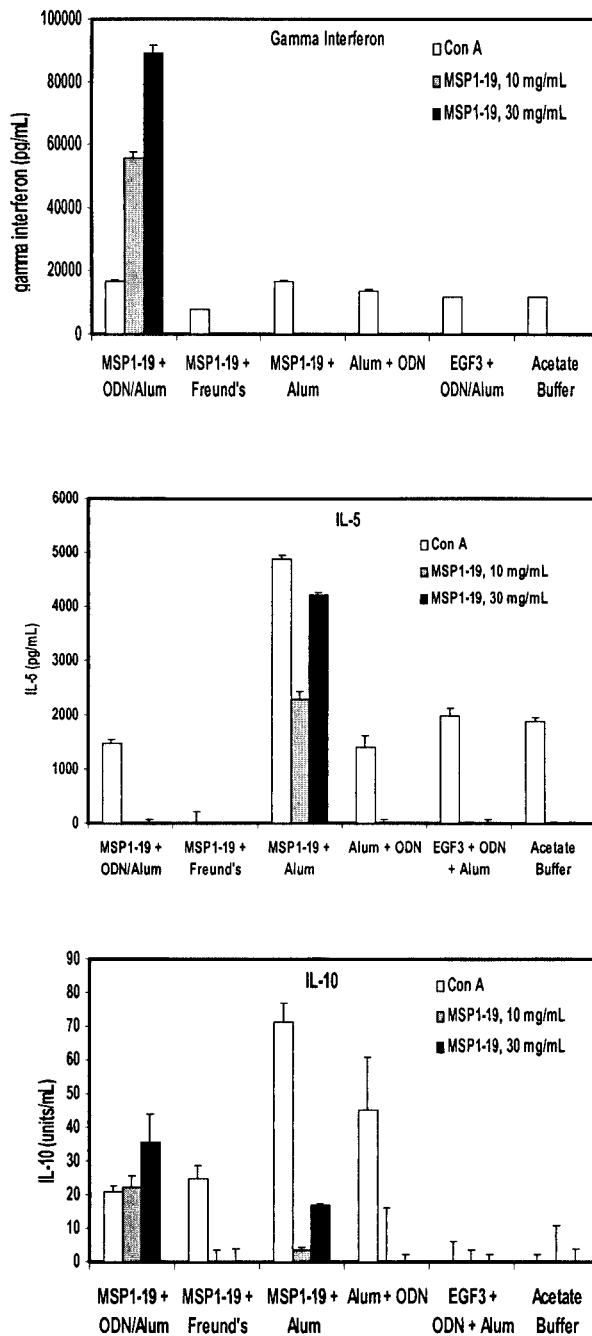 Gamma Interferon
Con A
MSP1-19, 10 mg/mL
MSP1-19, 30 mg/mL
gamma interferon (pg/mL)
100000
80000
60000
40000
20000
0
MSP1-19 + ODN/Alum
MSP1-19 + Freund's
MSP1-19 + Alum
Alum + ODN
EGF3 + ODN/Alum
Acetate Buffer
IL-5
Con A
MSP1-19, 10 mg/mL
MSP1-19, 30 mg/mL
IL-5 (pg/mL)
6000
5000
4000
3000
2000
1000
0
MSP1-19 + ODN/Alum
MSP1-19 + Freund's
MSP1-19 + Alum
Alum + ODN
EGF3 + ODN + Alum
Acetate Buffer
IL-10
Con A
MSP1-19, 10 mg/mL
MSP1-19, 30 mg/mL
IL-10 (units/mL)
90
80
70
60
50
40
30
20
10
0
MSP1-19 + ODN/Alum
MSP1-19 + Freund's
MSP1-19 + Alum
Alum + ODN
EGF3 + ODN + Alum
Acetate Buffer